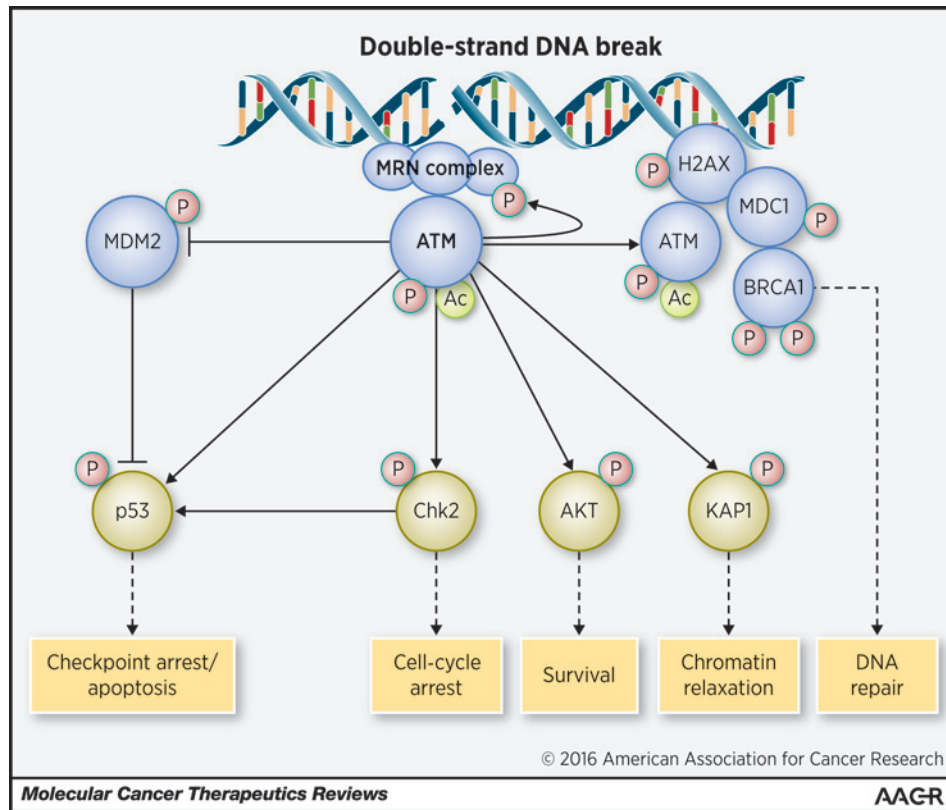 Double-strand DNA break
MRN complex
P
H2AX
P
P
MDM2
ATM
ATM
MDC1
P
P
Ac
P
Ac
BRCA1
P
P
P
p53
P
Chk2
P
AKT
P
KAP1
Checkpoint arrest/
apoptosis
Cell-cycle
arrest
Survival
Chromatin
relaxation
DNA
repair
© 2016 American Association for Cancer Research
Molecular Cancer Therapeutics Reviews
AACR